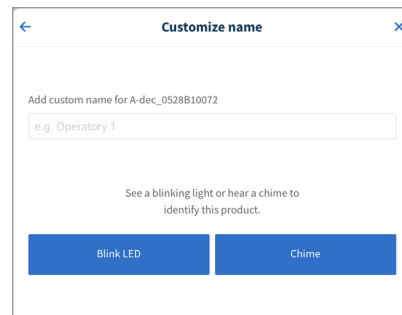 Customize name
Add custom name for A-dec_0528B10072
e.g. Operatory 1
See a blinking light or hear a chime to
identify this product.
Blink LED
Chime